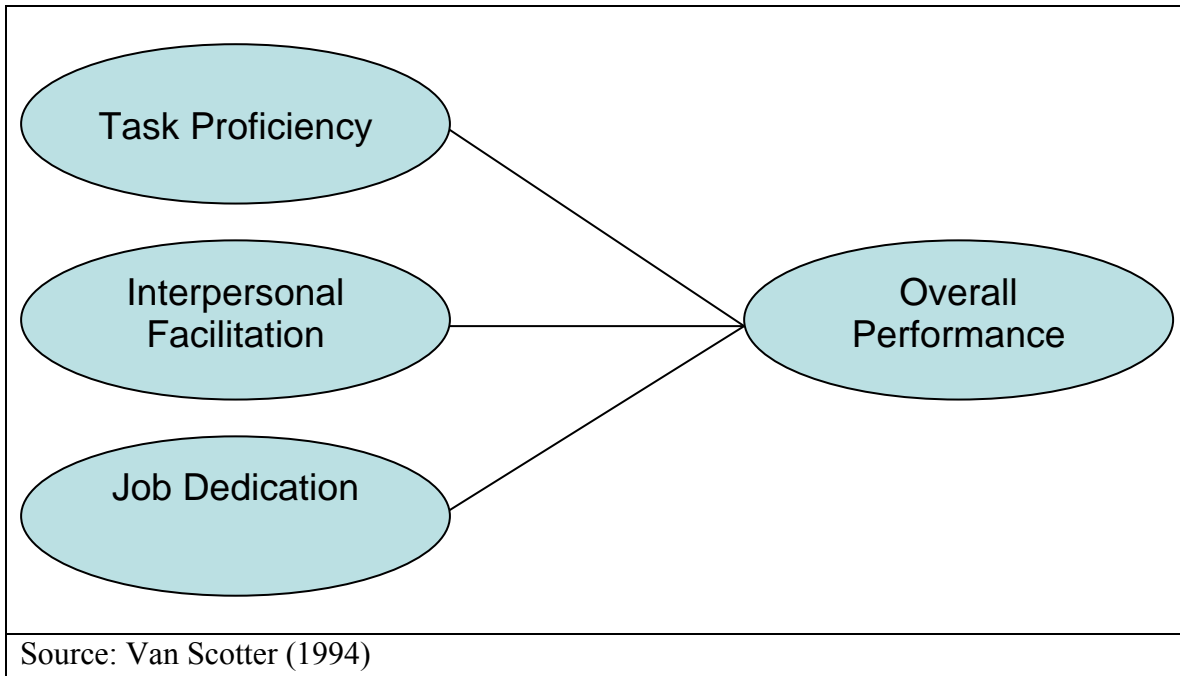 Task Proficiency
Interpersonal
Facilitation
Job Dedication
Overall
Performance
Source: Van Scotter (1994)